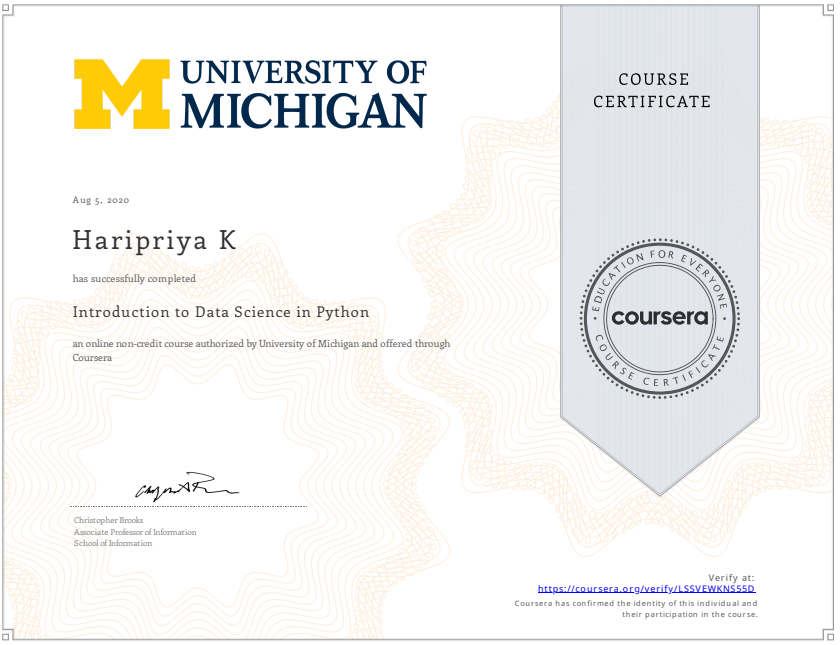 UNIVERSITY OF
MICHIGAN
COURSE
CERTIFICATE
Aug 5, 2020
Haripriya K
has successfully completed
Introduction to Data Science in Python
an online non-credit course authorized by University of Michigan and offered through
Coursera
EDUCATION FOR EVERYONE
coursera
COURSE CERTIFICATE
Christopher Brooks
Associate Professor of Information
School of Information
Verify at:
https://coursera.org/verify/LSSVEWKNS55D
Coursera has confirmed the identity of this individual and
their participation in the course.